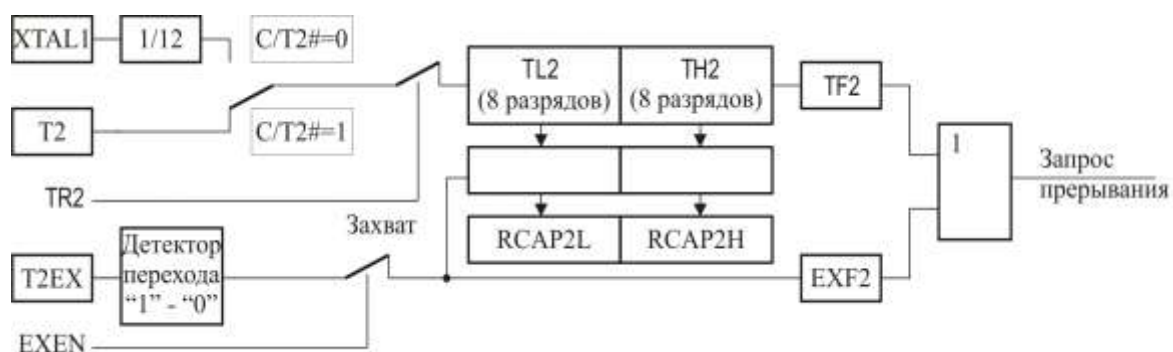 XTAL1
1/12
C/T2#=0
T2
C/T2#=1
TL2
(8 разрядов)
TH2
(8 разрядов)
TF2
1
Запрос
прерывания
TR2
Захват
RCAP2L
RCAP2H
T2EX
Детектор
перехода
“1” - “0”
EXF2
EXEN